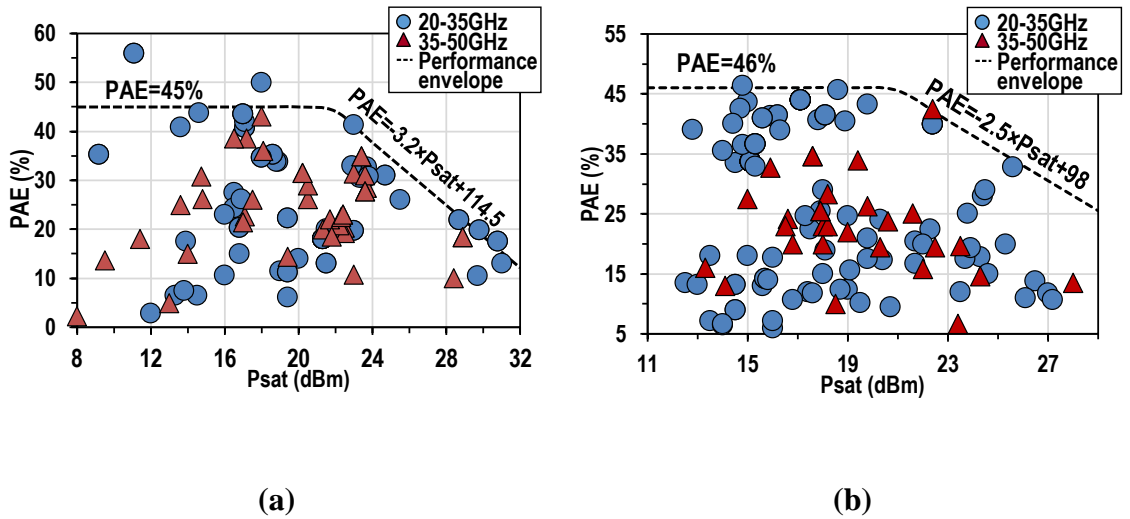 20-35GHz
35-50GHz
Performance
envelope
PAE=45%
PAE=-3.2×Psat+114.5
PAE (%)
60
50
40
30
20
10
0
8 12 16 20 24 28 32
Psat (dBm)
(a)
20-35GHz
35-50GHz
Performance
envelope
PAE=46%
PAE=-2.5×Psat+98
PAE (%)
65
55
45
35
25
15
5
11 15 19 23 27
Psat (dBm)
(b)